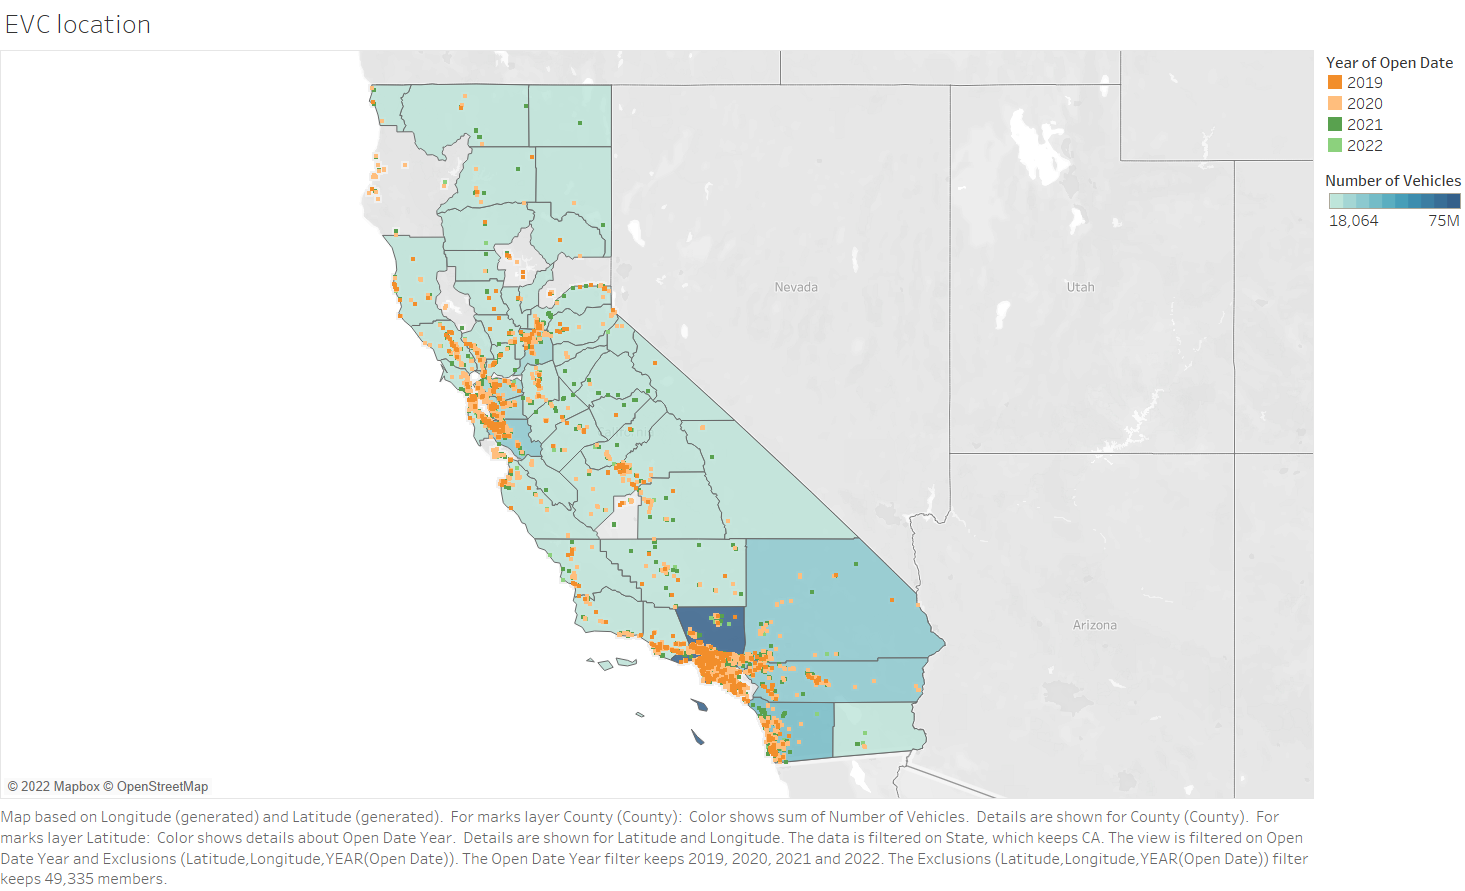 EVC location
Year of Open Date
2019
2020
2021
2022
Number of Vehicles
18,064 75M
Nevada
Utah
Arizona
© 2022 Mapbox © OpenStreetMap
Map based on Longitude (generated) and Latitude (generated).  For marks layer County (County):  Color shows sum of Number of Vehicles.  Details are shown for County (County).  For
marks layer Latitude:  Color shows details about Open Date Year.  Details are shown for Latitude and Longitude. The data is filtered on State, which keeps CA. The view is filtered on Open
Date Year and Exclusions (Latitude,Longitude,YEAR(Open Date)). The Open Date Year filter keeps 2019, 2020, 2021 and 2022. The Exclusions (Latitude,Longitude,YEAR(Open Date)) filter
keeps 49,335 members.